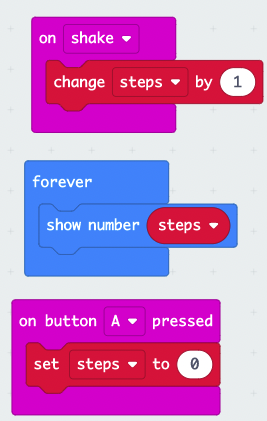 on shake
change steps by 1
forever
show number steps
on button A pressed
set steps to 0